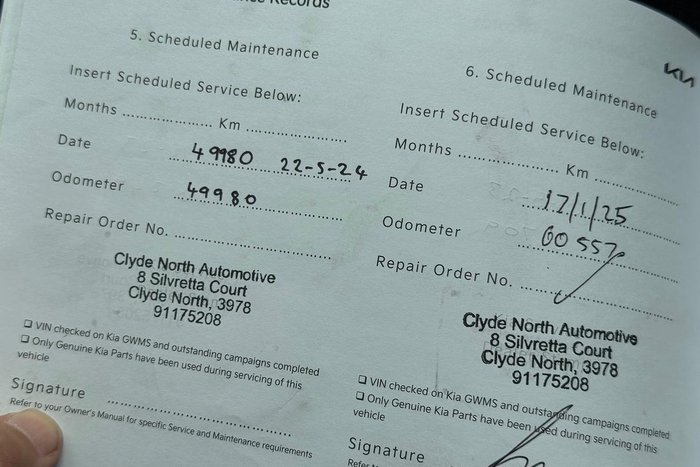 Records
5. Scheduled Maintenance
Insert Scheduled Service Below:
Months .................... Km ......................
Date 49980 22-5-24
Odometer 49980
Repair Order No. ................................
Clyde North Automotive
8 Silvretta Court
Clyde North, 3978
91175208
❑ VIN checked on Kia GWMS and outstanding campaigns completed
❑ Only Genuine Kia Parts have been used during servicing of this
vehicle
Signature ........................................
Refer to your Owner's Manual for specific Service and Maintenance requirements
KIA
6. Scheduled Maintenance
Insert Scheduled Service Below:
Months .................... Km ......................
Date 17/1/25
Odometer 60557
Repair Order No. ................................
Clyde North Automotive
8 Silvretta Court
Clyde North, 3978
91175208
❑ VIN checked on Kia GWMS and outstanding campaigns completed
❑ Only Genuine Kia Parts have been used during servicing of this
vehicle
Signature
Refer to